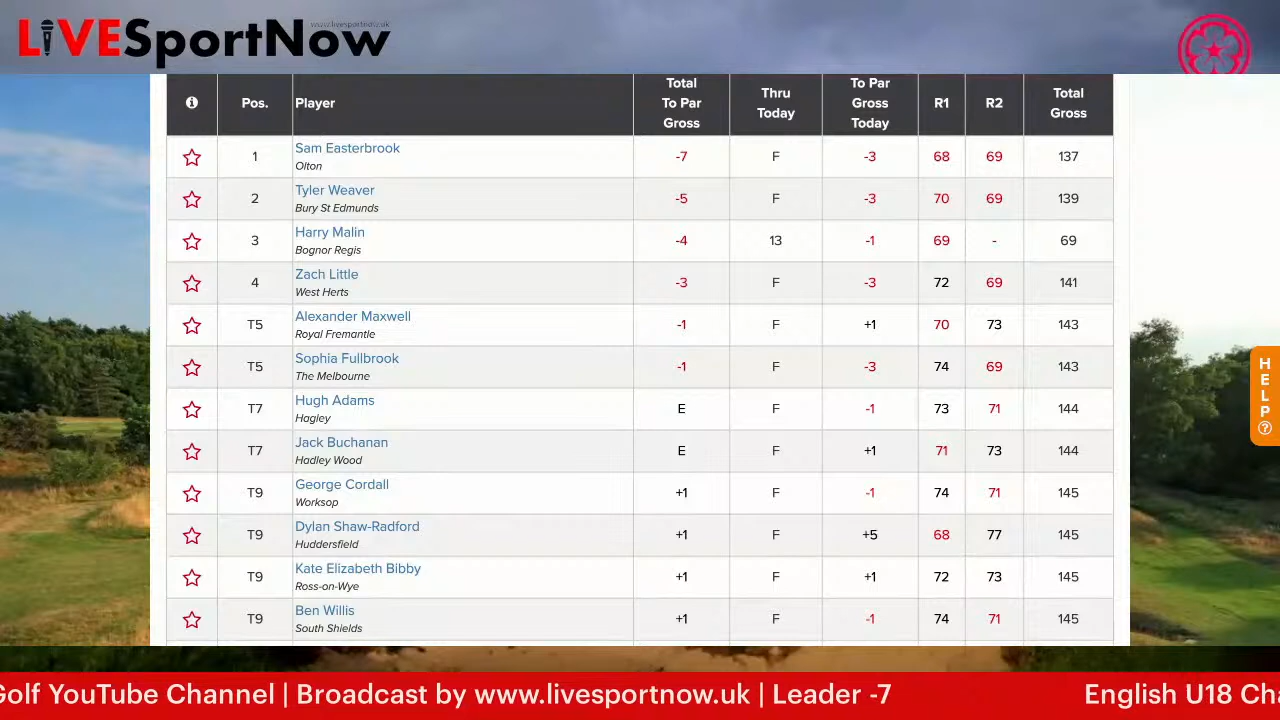 www.livesportnow.uk
LiVESportNow
Pos. Player Total To Par Gross Thru Today To Par Gross Today R1 R2 Total Gross
1 Sam Easterbrook Olton -7 F -3 68 69 137
2 Tyler Weaver Bury St Edmunds -5 F -3 70 69 139
3 Harry Malin Bognor Regis -4 13 -1 69 - 69
4 Zach Little West Herts -3 F -3 72 69 141
T5 Alexander Maxwell Royal Fremantle -1 F +1 70 73 143
T5 Sophia Fullbrook The Melbourne -1 F -3 74 69 143
T7 Hugh Adams Hagley E F -1 73 71 144
T7 Jack Buchanan Hadley Wood E F +1 71 73 144
T9 George Cordall Worksop +1 F -1 74 71 145
T9 Dylan Shaw-Radford Huddersfield +1 F +5 68 77 145
T9 Kate Elizabeth Bibby Ross-on-Wye +1 F +1 72 73 145
T9 Ben Willis South Shields +1 F -1 74 71 145
HELP?
Golf YouTube Channel | Broadcast by www.livesportnow.uk | Leader -7 English U18 Cha